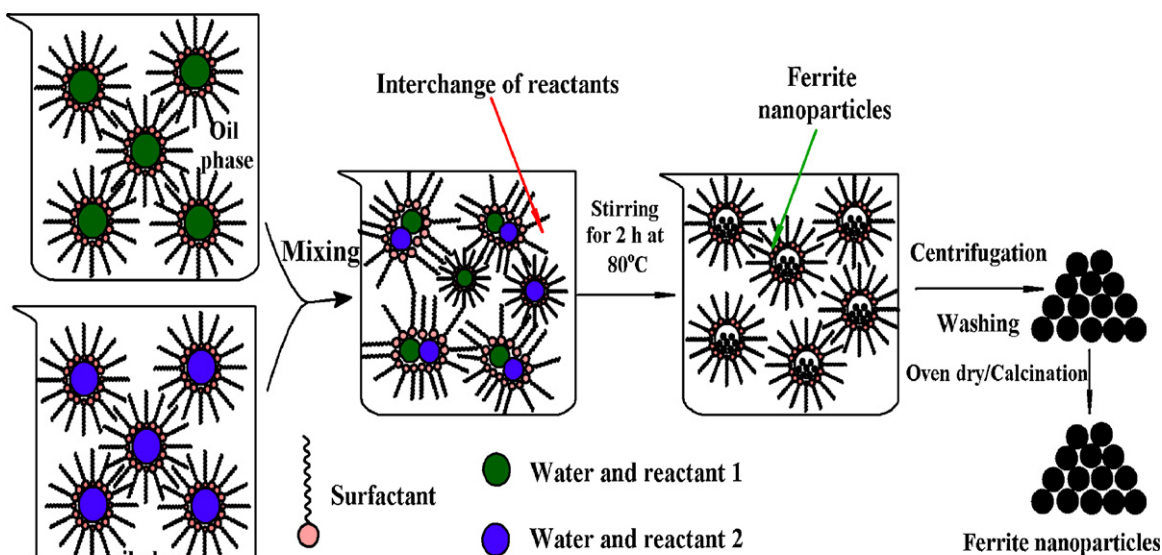 Oil
phase
Interchange of reactants
Ferrite
nanoparticles
Mixing
Stirring
for 2 h at
80°C
Centrifugation
Washing
Oven dry/Calcination
Surfactant
Water and reactant 1
Water and reactant 2
Ferrite nanoparticles